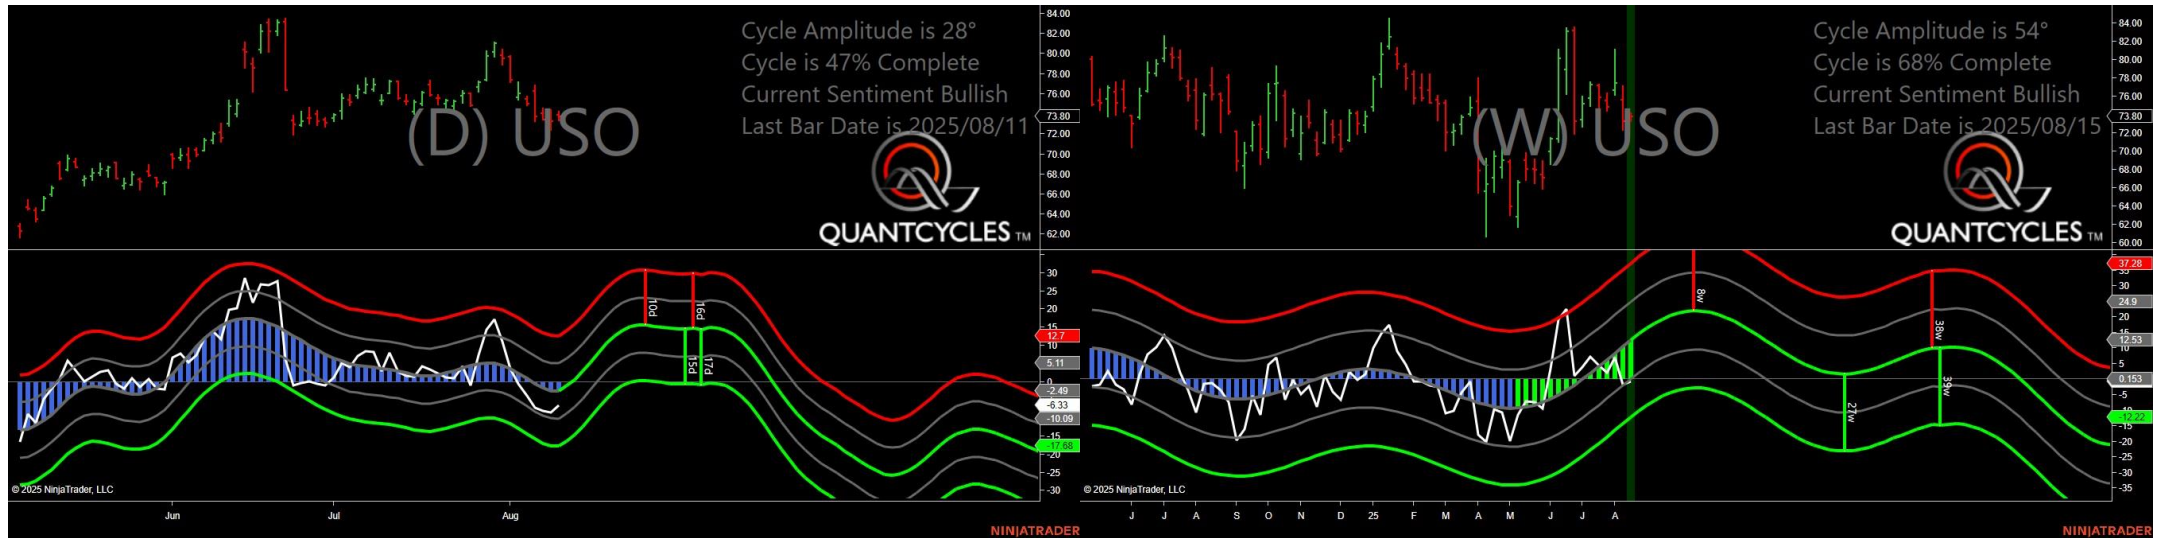 Cycle Amplitude is 28°
Cycle is 47% Complete
Current Sentiment Bullish
Last Bar Date is 2025/08/11
(D) USO
QUANTCYCLES TM
84.00
82.00
80.00
78.00
76.00
73.80
72.00
70.00
68.00
66.00
64.00
62.00
10d
16d
15d
17d
30
25
20
15
12.7
10
5.11
0
-2.49
-6.33
-10.09
-15
-17.68
-20
-25
-30
© 2025 NinjaTrader, LLC
Jun
Jul
Aug
NINJATRADER
Cycle Amplitude is 54°
Cycle is 68% Complete
Current Sentiment Bullish
Last Bar Date is 2025/08/15
(W) USO
QUANTCYCLES TM
84.00
82.00
80.00
78.00
76.00
73.80
72.00
70.00
68.00
66.00
64.00
62.00
60.00
8w
38w
27w
39w
37.28
35
30
24.9
20
15
12.53
10
5
0.153
-5
-12.22
-15
-20
-25
-30
-35
© 2025 NinjaTrader, LLC
J
J
A
S
O
N
D
25
F
M
A
M
J
J
A
NINJATRADER